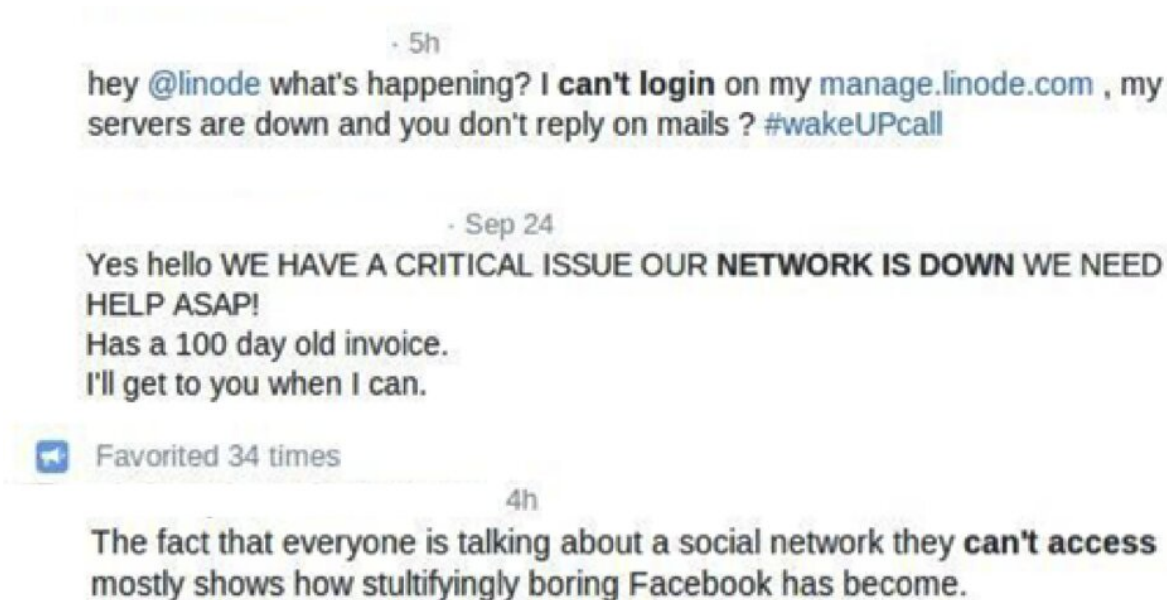 · 5h
hey @linode what's happening? I can't login on my manage.linode.com , my
servers are down and you don't reply on mails ? #wakeUPcall
· Sep 24
Yes hello WE HAVE A CRITICAL ISSUE OUR NETWORK IS DOWN WE NEED
HELP ASAP!
Has a 100 day old invoice.
I'll get to you when I can.
Favorited 34 times
4h
The fact that everyone is talking about a social network they can't access
mostly shows how stultifyingly boring Facebook has become.